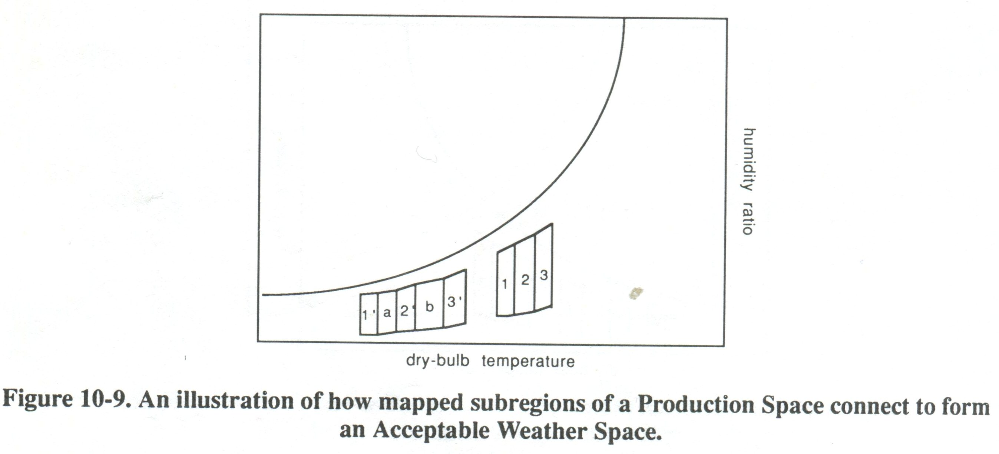 humidity ratio
1' a 2' b 3' 1 2 3
dry-bulb temperature
Figure 10-9. An illustration of how mapped subregions of a Production Space connect to form
an Acceptable Weather Space.